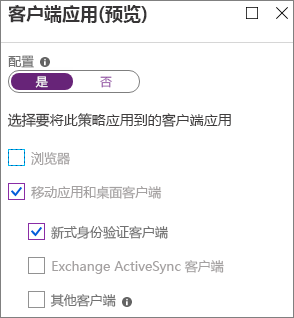 客户端应用(预览)
配置
是 否
选择要将此策略应用到的客户端应用
浏览器
移动应用和桌面客户端
新式身份验证客户端
Exchange ActiveSync 客户端
其他客户端